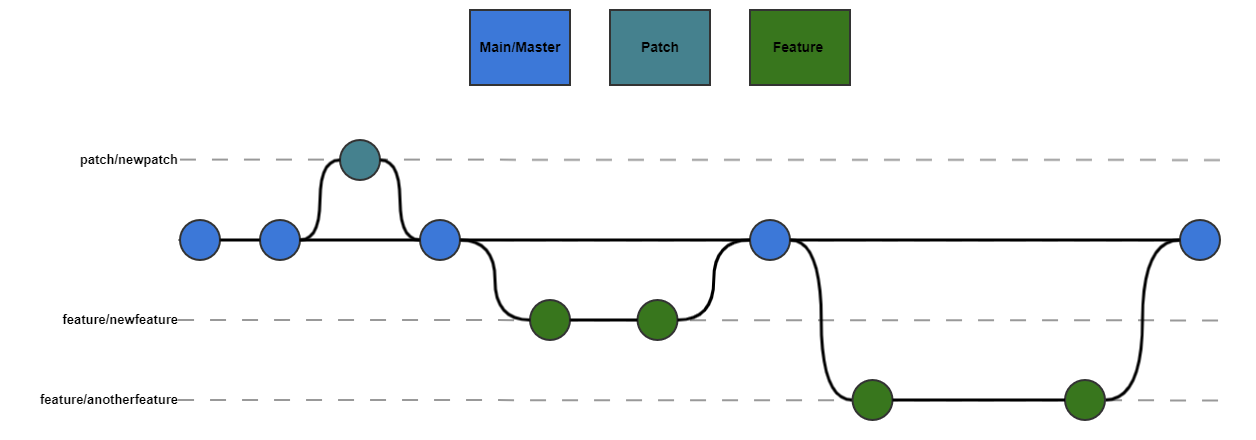 Main/Master
Patch
Feature
patch/newpatch
feature/newfeature
feature/anotherfeature